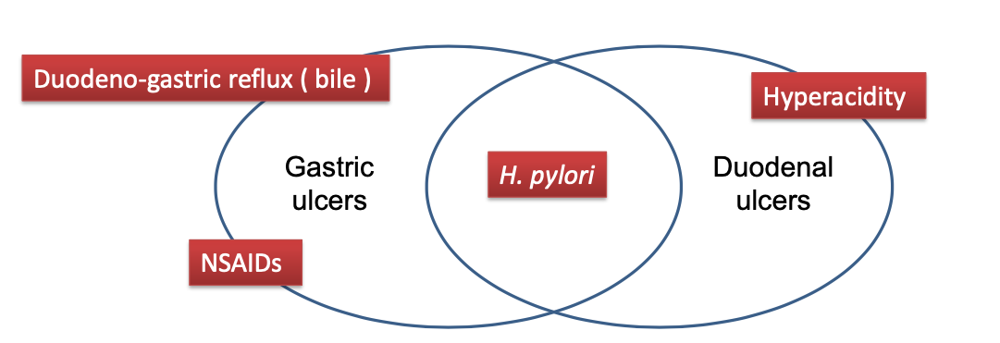 Duodeno-gastric reflux ( bile )
Hyperacidity
Gastric
ulcers
H. pylori
Duodenal
ulcers
NSAIDs